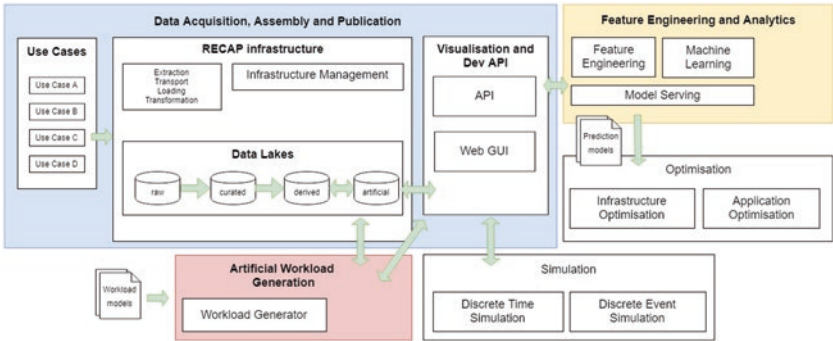 Data Acquisition, Assembly and Publication
Use Cases
Use Case A
Use Case B
Use Case C
Use Case D
RECAP infrastructure
Extraction
Transport
Loading
Transformation
Infrastructure Management
Data Lakes
raw
curated
derived
artificial
Visualisation and
Dev API
API
Web GUI
Feature Engineering and Analytics
Feature
Engineering
Machine
Learning
Model Serving
Prediction
models
Optimisation
Infrastructure
Optimisation
Application
Optimisation
Workload
models
Artificial Workload
Generation
Workload Generator
Simulation
Discrete Time
Simulation
Discrete Event
Simulation